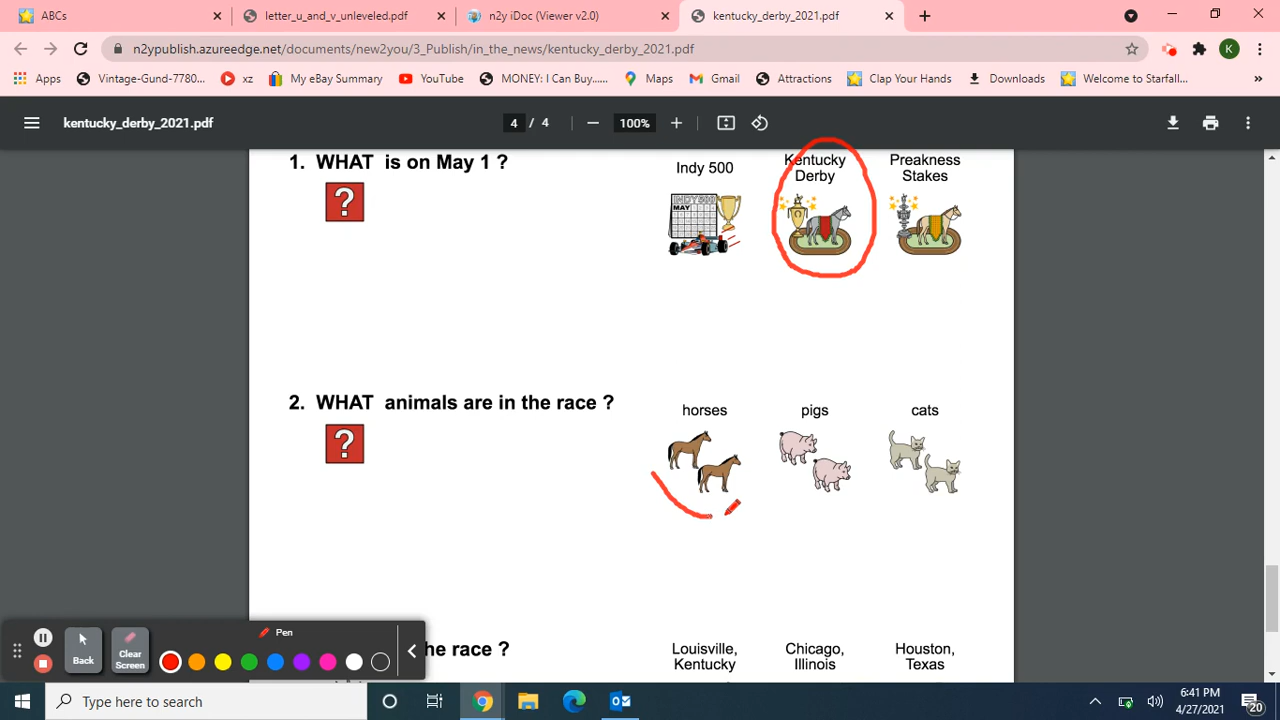 ABCs
letter_u_and_v_unleveled.pdf
n2y iDoc (Viewer v2.0)
kentucky_derby_2021.pdf
n2ypublish.azureedge.net/documents/new2you/3_Publish/in_the_news/kentucky_derby_2021.pdf
K
Apps
Vintage-Gund-7780...
xz
My eBay Summary
YouTube
MONEY: I Can Buy.....
Maps
Gmail
Attractions
Clap Your Hands
Downloads
Welcome to Starfall...
kentucky_derby_2021.pdf
4 / 4
100%
1. WHAT is on May 1 ?
?
Indy 500
Kentucky
Derby
Preakness
Stakes
INDY 500
MAY
2. WHAT animals are in the race ?
?
horses
pigs
cats
he race ?
Louisville,
Kentucky
Chicago,
Illinois
Houston,
Texas
Back
Clear
Screen
Pen
Type here to search
6:41 PM
4/27/2021
20